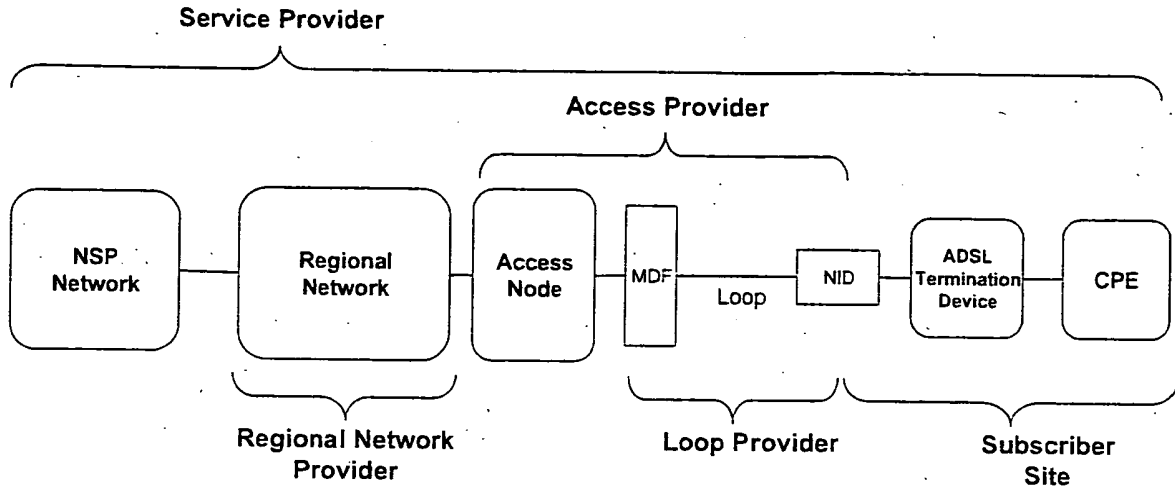 Service Provider
Access Provider
NSP
Network
Regional
Network
Access
Node
MDF
Loop
NID
ADSL
Termination
Device
CPE
Regional Network
Provider
Loop Provider
Subscriber
Site